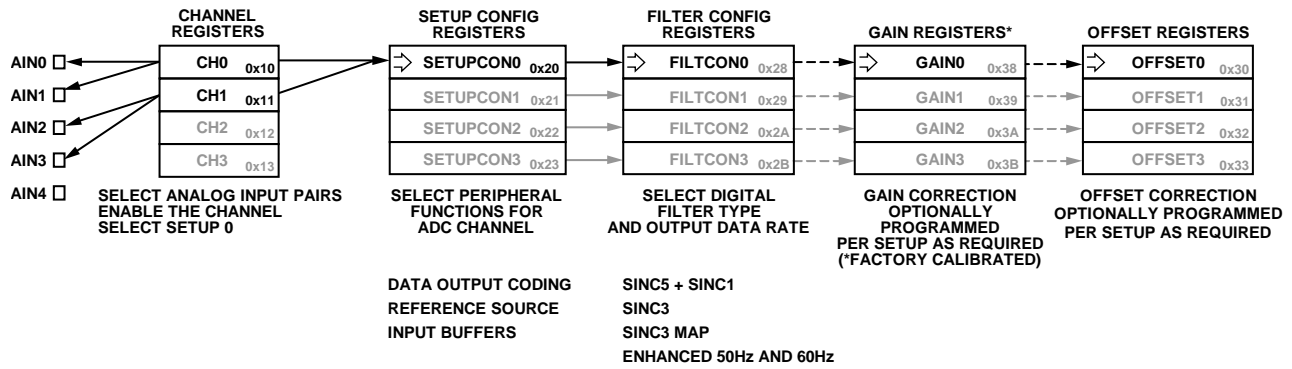 CHANNEL
REGISTERS
SETUP CONFIG
REGISTERS
FILTER CONFIG
REGISTERS
GAIN REGISTERS*
OFFSET REGISTERS
AIN0
AIN1
AIN2
AIN3
AIN4
CH0 0x10
CH1 0x11
CH2 0x12
CH3 0x13
SETUPCON0 0x20
SETUPCON1 0x21
SETUPCON2 0x22
SETUPCON3 0x23
FILTCON0 0x28
FILTCON1 0x29
FILTCON2 0x2A
FILTCON3 0x2B
GAIN0 0x38
GAIN1 0x39
GAIN2 0x3A
GAIN3 0x3B
OFFSET0 0x30
OFFSET1 0x31
OFFSET2 0x32
OFFSET3 0x33
SELECT ANALOG INPUT PAIRS
ENABLE THE CHANNEL
SELECT SETUP 0
SELECT PERIPHERAL
FUNCTIONS FOR
ADC CHANNEL
SELECT DIGITAL
FILTER TYPE
AND OUTPUT DATA RATE
GAIN CORRECTION
OPTIONALLY
PROGRAMMED
PER SETUP AS REQUIRED
(*FACTORY CALIBRATED)
OFFSET CORRECTION
OPTIONALLY PROGRAMMED
PER SETUP AS REQUIRED
DATA OUTPUT CODING
REFERENCE SOURCE
INPUT BUFFERS
SINC5 + SINC1
SINC3
SINC3 MAP
ENHANCED 50Hz AND 60Hz